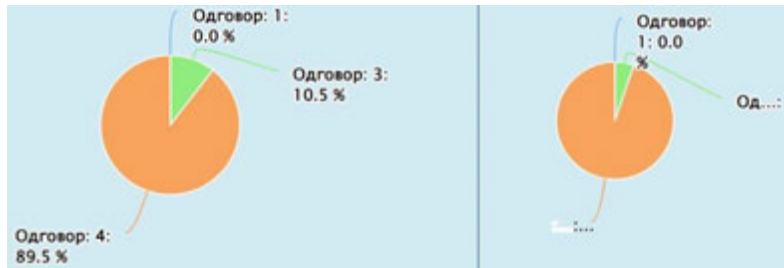 Одговор: 1:
0.0 %
Одговор: 3:
10.5 %
Одговор: 4:
89.5 %
Одговор:
1: 0.0
%
Од...: